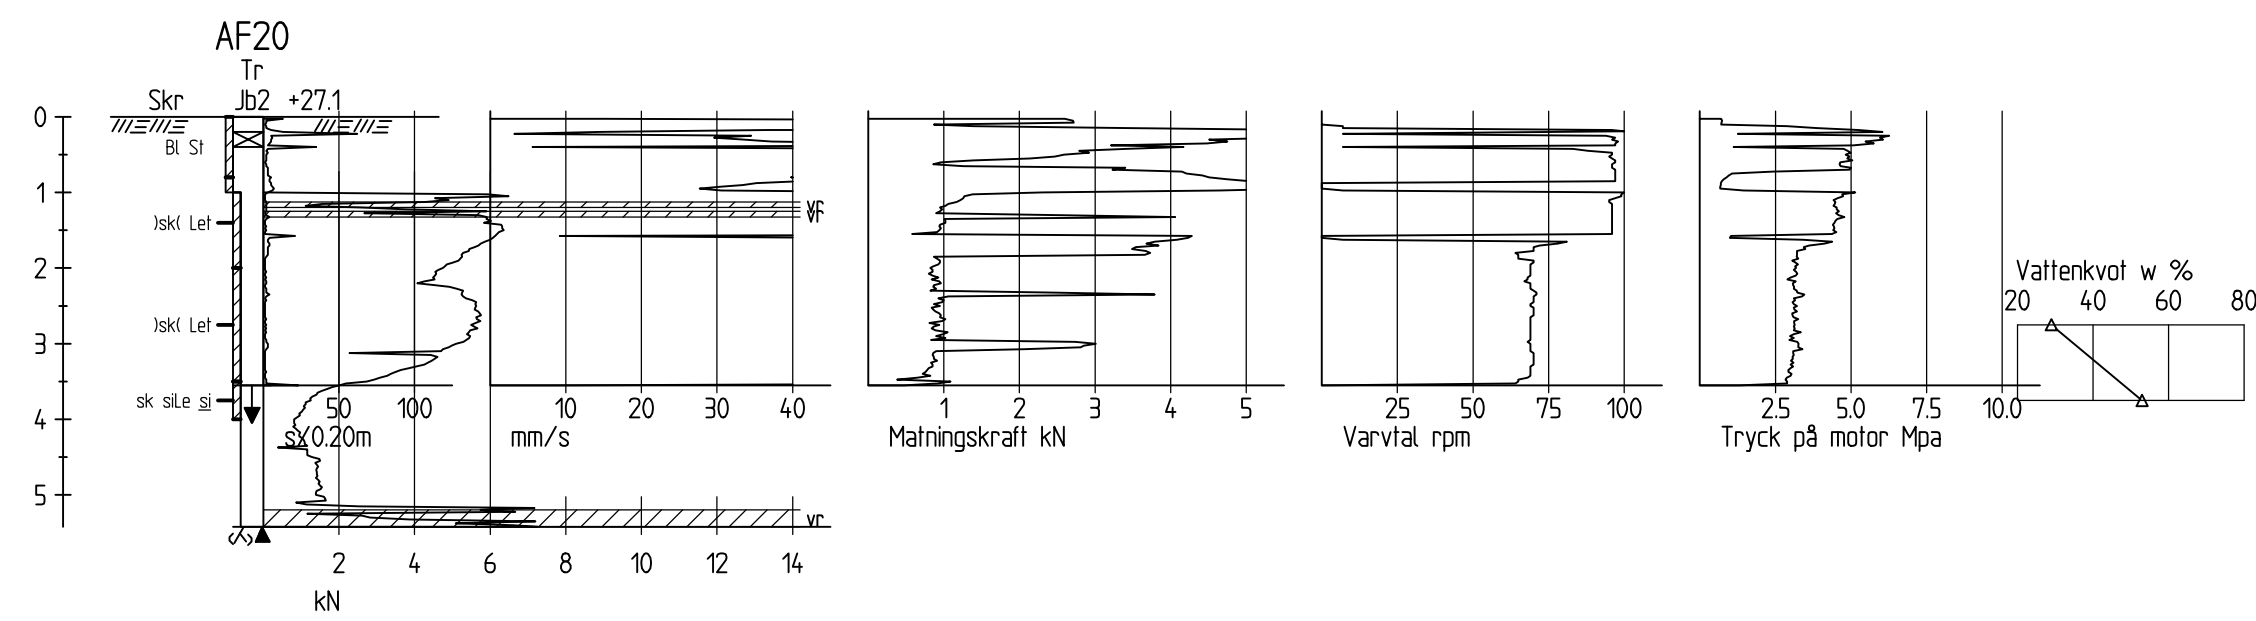 AF20
Tr
Skr Jb2 +27.1
0
Bl St
1
vr
vr
)sk( Let
2
Vattenkvot w %
20 40 60 80
)sk( Let
3
sk siLe si
50 100 10 20 30 40 1 2 3 4 5 25 50 75 100 2.5 5.0 7.5 10.0
4
s/0.20m mm/s Matningskraft kN Varvtal rpm Tryck på motor Mpa
5
vr
2 4 6 8 10 12 14
kN